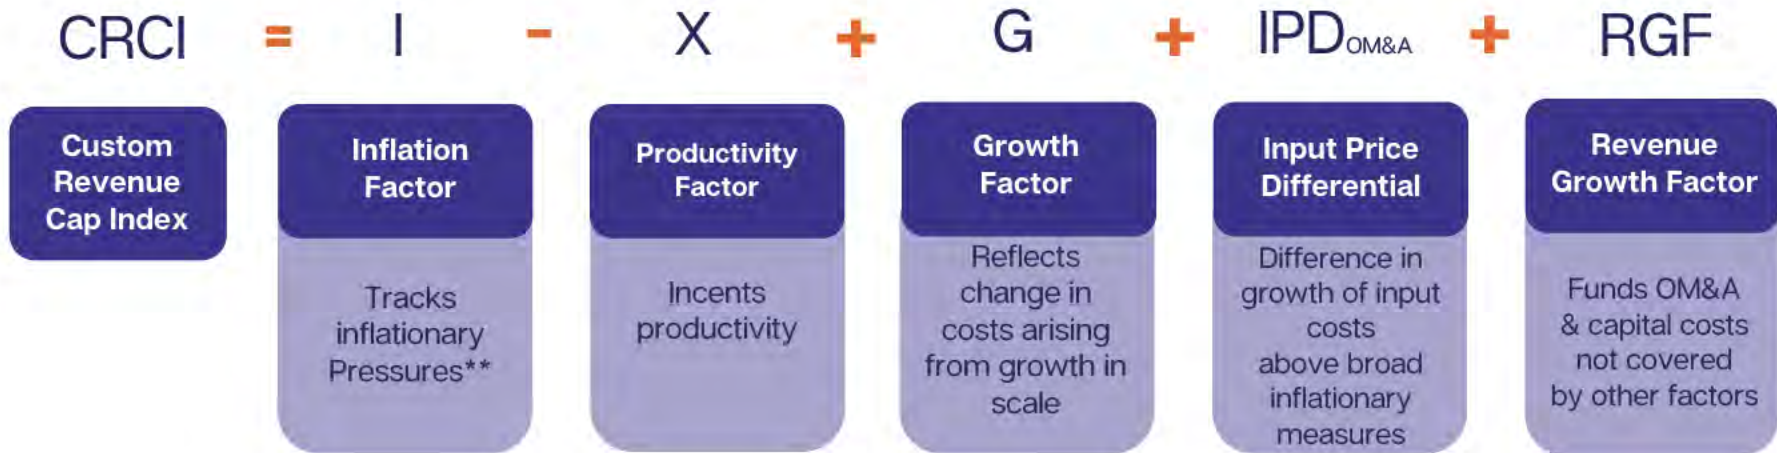 CRCI = I - X + G + IPDOM&A + RGF
Custom
Revenue
Cap Index
Inflation
Factor
Tracks
inflationary
Pressures**
Productivity
Factor
Incents
productivity
Growth
Factor
Reflects
change in
costs arising
from growth in
scale
Input Price
Differential
Difference in
growth of input
costs
above broad
inflationary
measures
Revenue
Growth Factor
Funds OM&A
& capital costs
not covered
by other factors